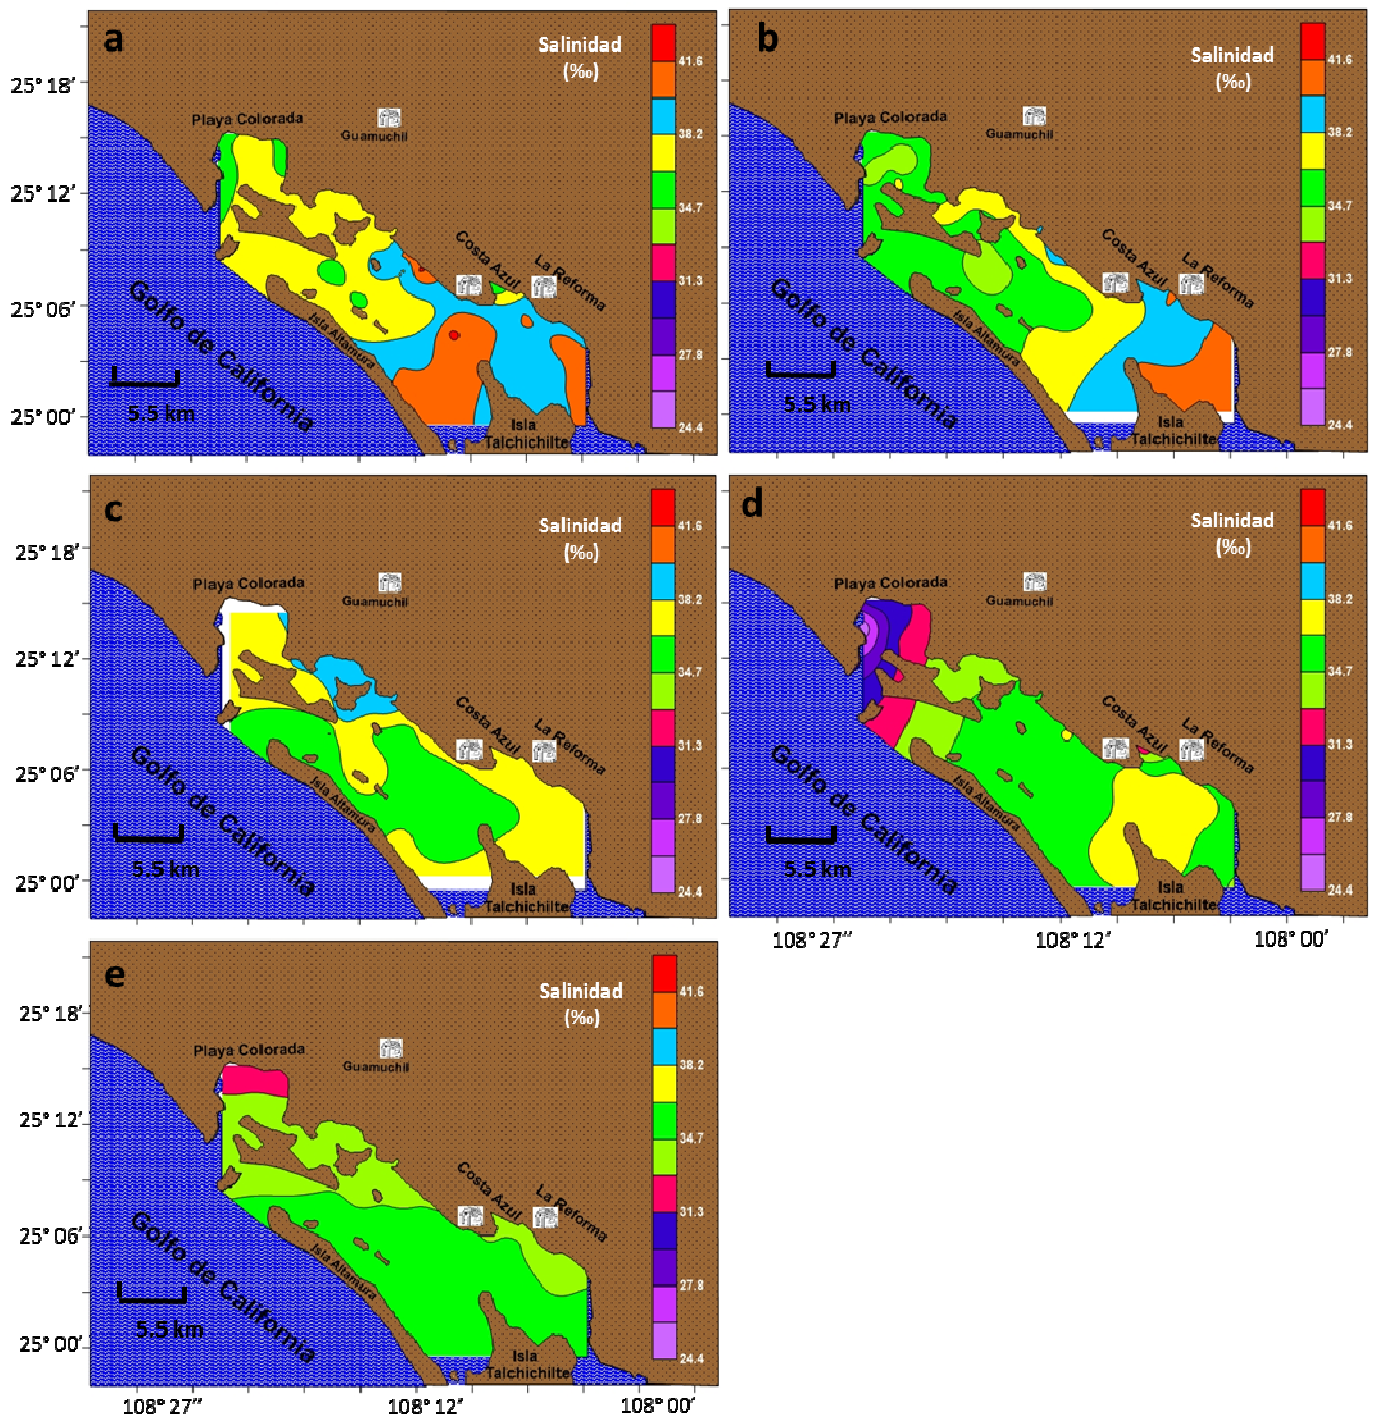 a
Salinidad
(‰)
41.6
38.2
34.7
31.3
27.8
24.4
25° 18′
25° 12′
25° 06′
25° 00′
Playa Colorada
Guamuchil
Costa Azul
La Reforma
Isla Altamura
Golfo de California
5.5 km
Isla
Talchichilte
b
Salinidad
(‰)
41.6
38.2
34.7
31.3
27.8
24.4
Playa Colorada
Guamuchil
Costa Azul
La Reforma
Isla Altamura
Golfo de California
5.5 km
Isla
Talchichilte
c
Salinidad
(‰)
41.6
38.2
34.7
31.3
27.8
24.4
25° 18′
25° 12′
25° 06′
25° 00′
Playa Colorada
Guamuchil
Costa Azul
La Reforma
Isla Altamura
Golfo de California
5.5 km
Isla
Talchichilte
d
Salinidad
(‰)
41.6
38.2
34.7
31.3
27.8
24.4
Playa Colorada
Guamuchil
Costa Azul
La Reforma
Isla Altamura
Golfo de California
5.5 km
Isla
Talchichilte
108° 27′′
108° 12′
108° 00′
e
Salinidad
(‰)
41.6
38.2
34.7
31.3
27.8
24.4
25° 18′
25° 12′
25° 06′
25° 00′
Playa Colorada
Guamuchil
Costa Azul
La Reforma
Isla Altamura
Golfo de California
5.5 km
Isla
Talchichilte
108° 27′′
108° 12′
108° 00′